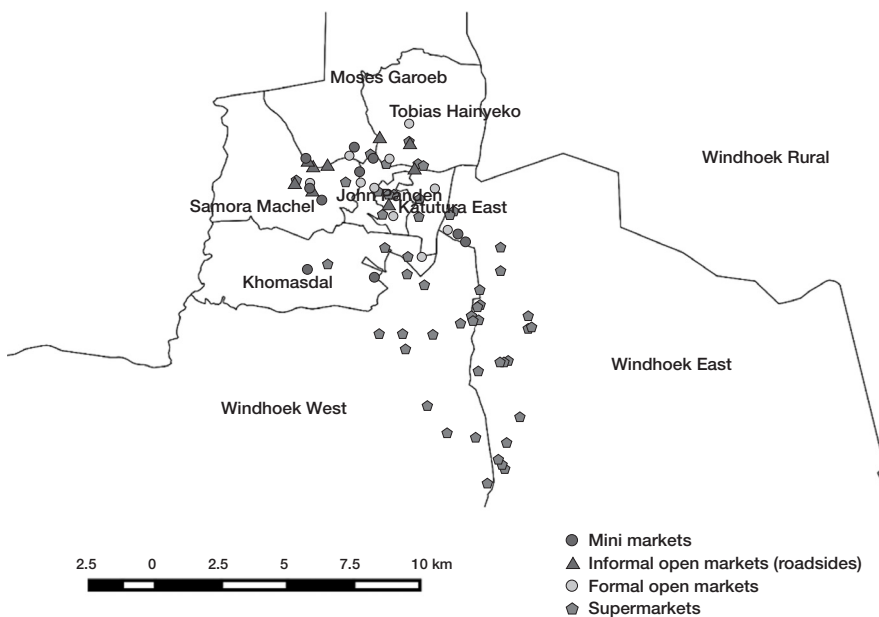 Moses Garoeb
Tobias Hainyeko
Windhoek Rural
John Panden
Samora Machel
Katutura East
Khomasdal
Windhoek East
Windhoek West
2.5 0 2.5 5 7.5 10 km
Mini markets
Informal open markets (roadsides)
Formal open markets
Supermarkets